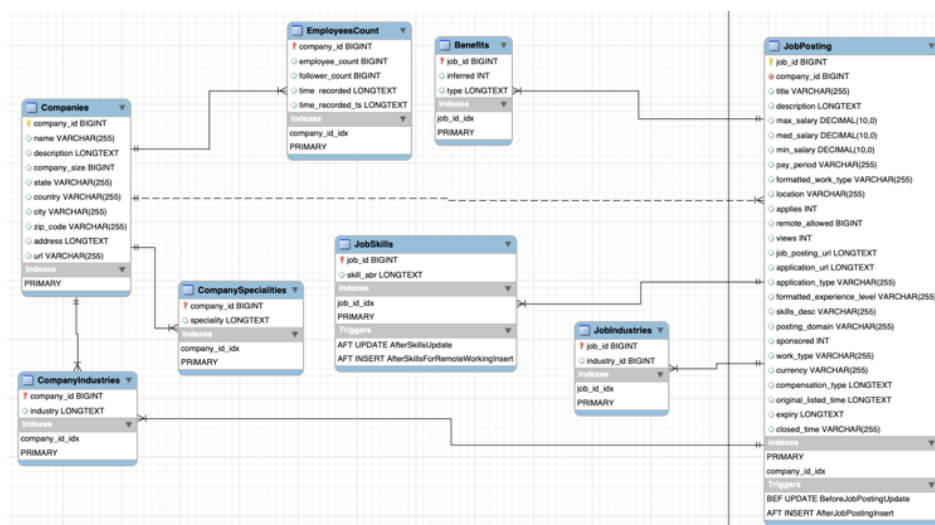 EmployeesCount
company_id BIGINT
employee_count BIGINT
follower_count BIGINT
time_recorded LONGTEXT
time_recorded_ts LONGTEXT
Indexes
company_id_idx
PRIMARY
Benefits
job_id BIGINT
inferred INT
type LONGTEXT
Indexes
job_id_idx
PRIMARY
JobPosting
job_id BIGINT
company_id BIGINT
title VARCHAR(255)
description LONGTEXT
max_salary DECIMAL(10,0)
med_salary DECIMAL(10,0)
min_salary DECIMAL(10,0)
pay_period VARCHAR(255)
formatted_work_type VARCHAR(255)
location VARCHAR(255)
applies INT
remote_allowed BIGINT
views INT
job_posting_url LONGTEXT
application_url LONGTEXT
application_type VARCHAR(255)
formatted_experience_level VARCHAR(255)
skills_desc VARCHAR(255)
posting_domain VARCHAR(255)
sponsored INT
work_type VARCHAR(255)
currency VARCHAR(255)
compensation_type LONGTEXT
original_listed_time LONGTEXT
expiry LONGTEXT
closed_time VARCHAR(255)
Indexes
PRIMARY
company_id_idx
Triggers
BEF UPDATE BeforeJobPostingUpdate
AFT INSERT AfterJobPostingInsert
Companies
company_id BIGINT
name VARCHAR(255)
description LONGTEXT
company_size BIGINT
state VARCHAR(255)
country VARCHAR(255)
city VARCHAR(255)
zip_code VARCHAR(255)
address LONGTEXT
url VARCHAR(255)
Indexes
PRIMARY
JobSkills
job_id BIGINT
skill_abr LONGTEXT
Indexes
job_id_idx
PRIMARY
Triggers
AFT UPDATE AfterSkillsUpdate
AFT INSERT AfterSkillsForRemoteWorkingInsert
CompanySpecialities
company_id BIGINT
speciality LONGTEXT
Indexes
company_id_idx
PRIMARY
JobIndustries
job_id BIGINT
industry_id BIGINT
Indexes
job_id_idx
PRIMARY
CompanyIndustries
company_id BIGINT
industry LONGTEXT
Indexes
company_id_idx
PRIMARY